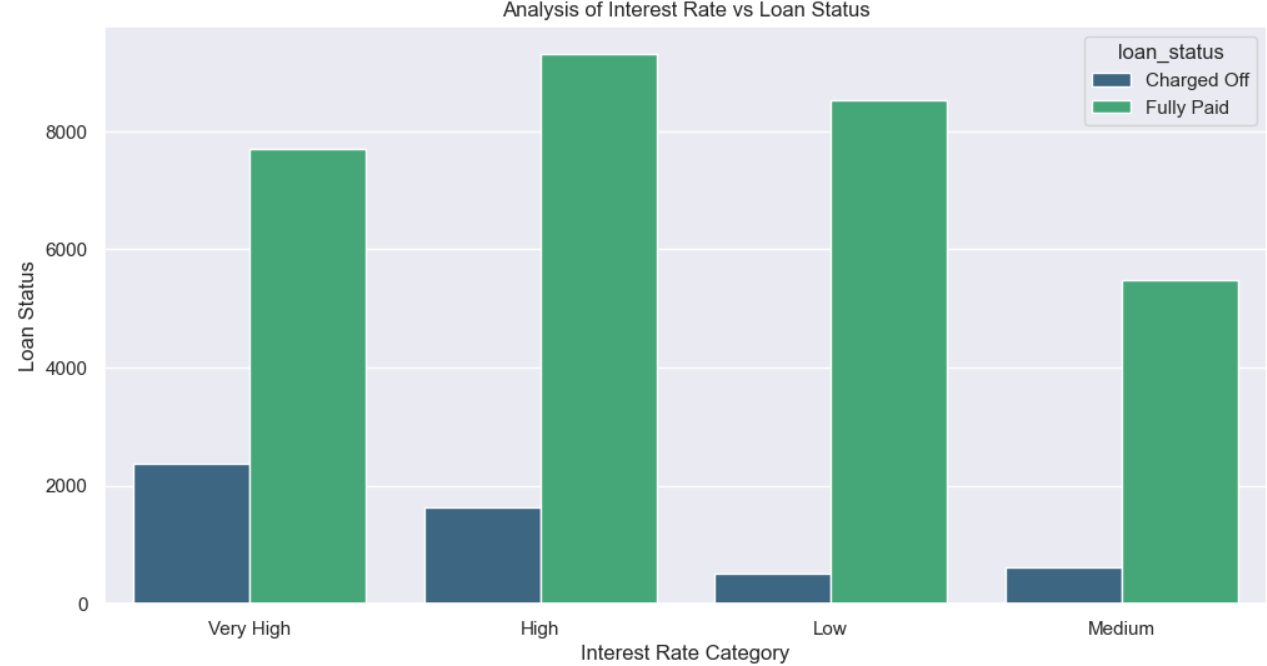 Analysis of Interest Rate vs Loan Status
loan_status
Charged Off
Fully Paid
Loan Status
8000
6000
4000
2000
0
Very High High Low Medium
Interest Rate Category